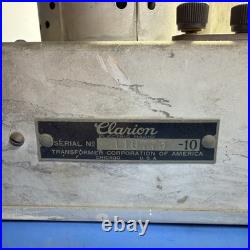 Clarion
SERIAL No -10
TRANSFORMER CORPORATION OF AMERICA
CHICAGO U.S.A